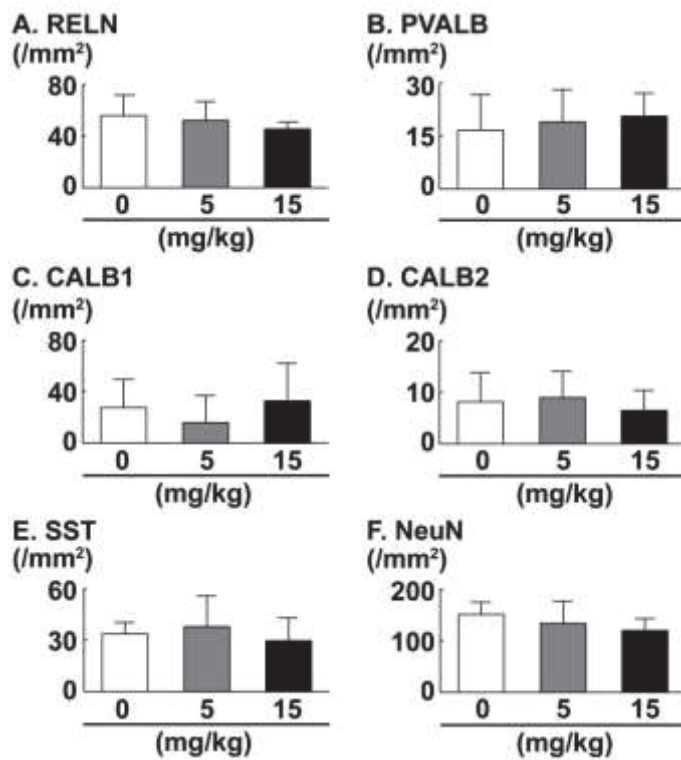 A. RELN
(/mm²)
80
40
0
0 5 15
(mg/kg)
B. PVALB
(/mm²)
30
15
0
0 5 15
(mg/kg)
C. CALB1
(/mm²)
80
40
0
0 5 15
(mg/kg)
D. CALB2
(/mm²)
20
10
0
0 5 15
(mg/kg)
E. SST
(/mm²)
60
30
0
0 5 15
(mg/kg)
F. NeuN
(/mm²)
200
100
0
0 5 15
(mg/kg)